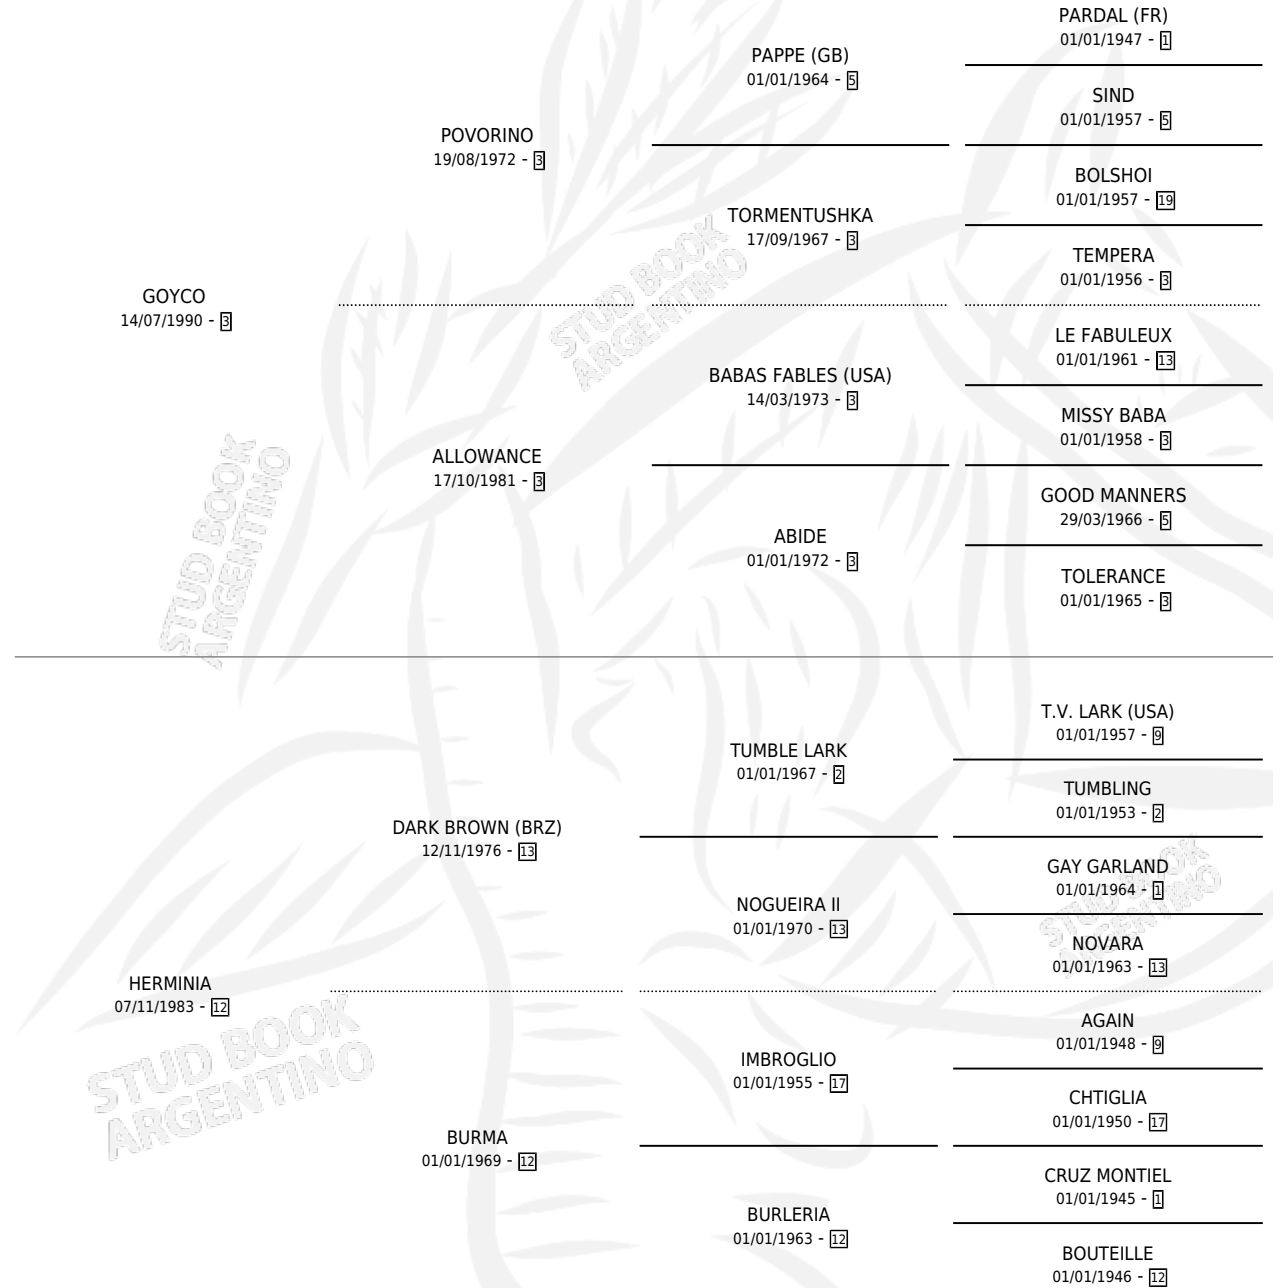 PARDAL (FR)
01/01/1947 - 1
PAPPE (GB)
01/01/1964 - 5
SIND
01/01/1957 - 5
POVORINO
19/08/1972 - 3
BOLSHOI
01/01/1957 - 19
TORMENTUSHKA
17/09/1967 - 3
TEMPERA
01/01/1956 - 3
GOYCO
14/07/1990 - 3
LE FABULEUX
01/01/1961 - 13
BABAS FABLES (USA)
14/03/1973 - 3
MISSY BABA
01/01/1958 - 3
ALLOWANCE
17/10/1981 - 3
GOOD MANNERS
29/03/1966 - 5
ABIDE
01/01/1972 - 3
TOLERANCE
01/01/1965 - 3
T.V. LARK (USA)
01/01/1957 - 9
TUMBLE LARK
01/01/1967 - 2
TUMBLING
01/01/1953 - 2
DARK BROWN (BRZ)
12/11/1976 - 13
GAY GARLAND
01/01/1964 - 1
NOGUEIRA II
01/01/1970 - 13
NOVARA
01/01/1963 - 13
HERMINIA
07/11/1983 - 12
AGAIN
01/01/1948 - 9
IMBROGLIO
01/01/1955 - 17
CHTIGLIA
01/01/1950 - 17
BURMA
01/01/1969 - 12
CRUZ MONTIEL
01/01/1945 - 1
BURLERIA
01/01/1963 - 12
BOUTEILLE
01/01/1946 - 12
STUD BOOK
ARGENTINO
STUD BOOK
ARGENTINO
STUD BOOK
ARGENTINO
STUD BOOK
ARGENTINO